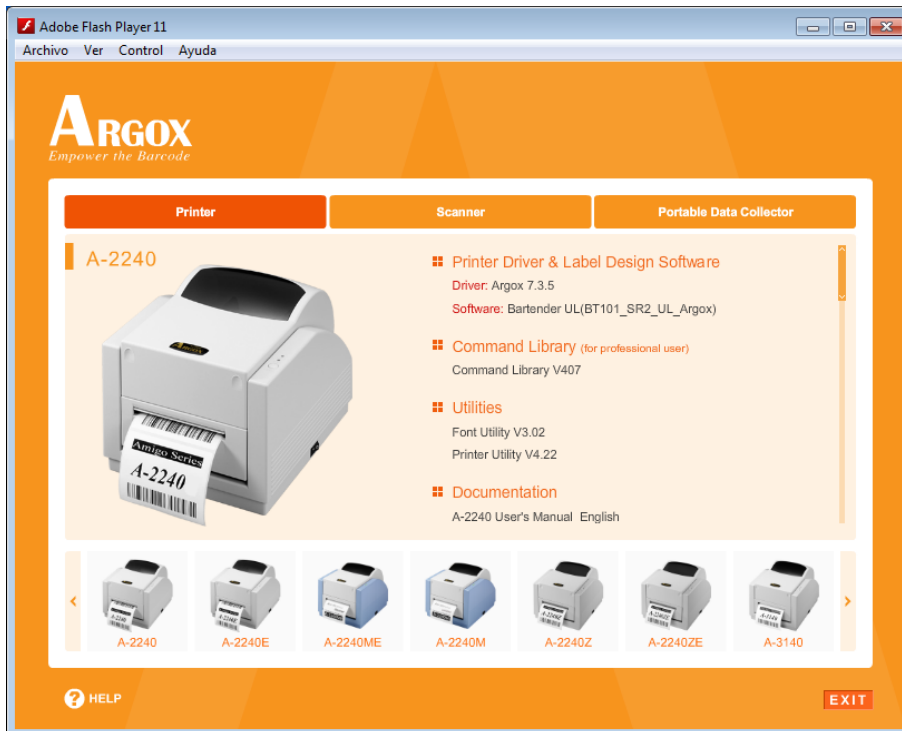 Adobe Flash Player 11
Archivo Ver Control Ayuda
ARGOX
Empower the Barcode
Printer
Scanner
Portable Data Collector
A-2240
Printer Driver & Label Design Software
Driver: Argox 7.3.5
Software: Bartender UL(BT101_SR2_UL_Argox)
Command Library (for professional user)
Command Library V407
Utilities
Font Utility V3.02
Printer Utility V4.22
Documentation
A-2240 User's Manual English
Amigo Series
A-2240
A-2240
A-2240E
A-2240ME
A-2240M
A-2240Z
A-2240ZE
A-3140
? HELP
EXIT